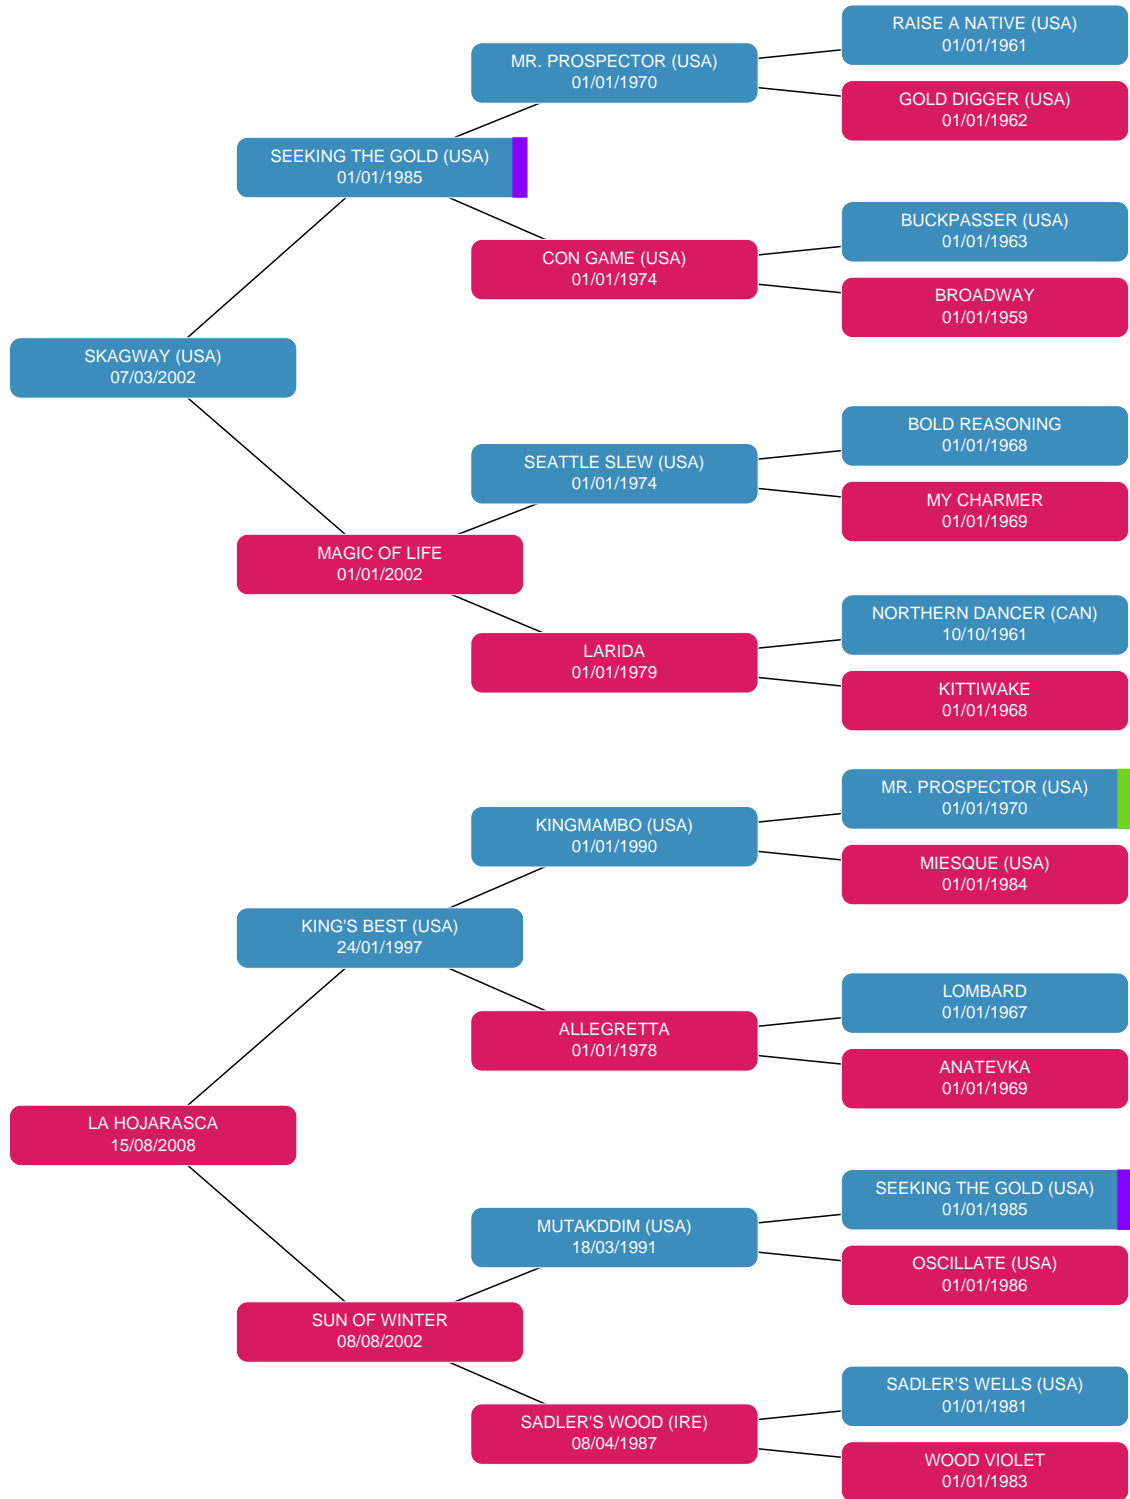 RAISE A NATIVE (USA)
01/01/1961
MR. PROSPECTOR (USA)
01/01/1970
GOLD DIGGER (USA)
01/01/1962
SEEKING THE GOLD (USA)
01/01/1985
BUCKPASSER (USA)
01/01/1963
CON GAME (USA)
01/01/1974
BROADWAY
01/01/1959
SKAGWAY (USA)
07/03/2002
BOLD REASONING
01/01/1968
SEATTLE SLEW (USA)
01/01/1974
MY CHARMER
01/01/1969
MAGIC OF LIFE
01/01/2002
NORTHERN DANCER (CAN)
10/10/1961
LARIDA
01/01/1979
KITTIWAKE
01/01/1968
MR. PROSPECTOR (USA)
01/01/1970
KINGMAMBO (USA)
01/01/1990
MIESQUE (USA)
01/01/1984
KING'S BEST (USA)
24/01/1997
LOMBARD
01/01/1967
ALLEGRETTA
01/01/1978
ANATEVKA
01/01/1969
LA HOJARASCA
15/08/2008
SEEKING THE GOLD (USA)
01/01/1985
MUTAKDDIM (USA)
18/03/1991
OSCILLATE (USA)
01/01/1986
SUN OF WINTER
08/08/2002
SADLER'S WELLS (USA)
01/01/1981
SADLER'S WOOD (IRE)
08/04/1987
WOOD VIOLET
01/01/1983